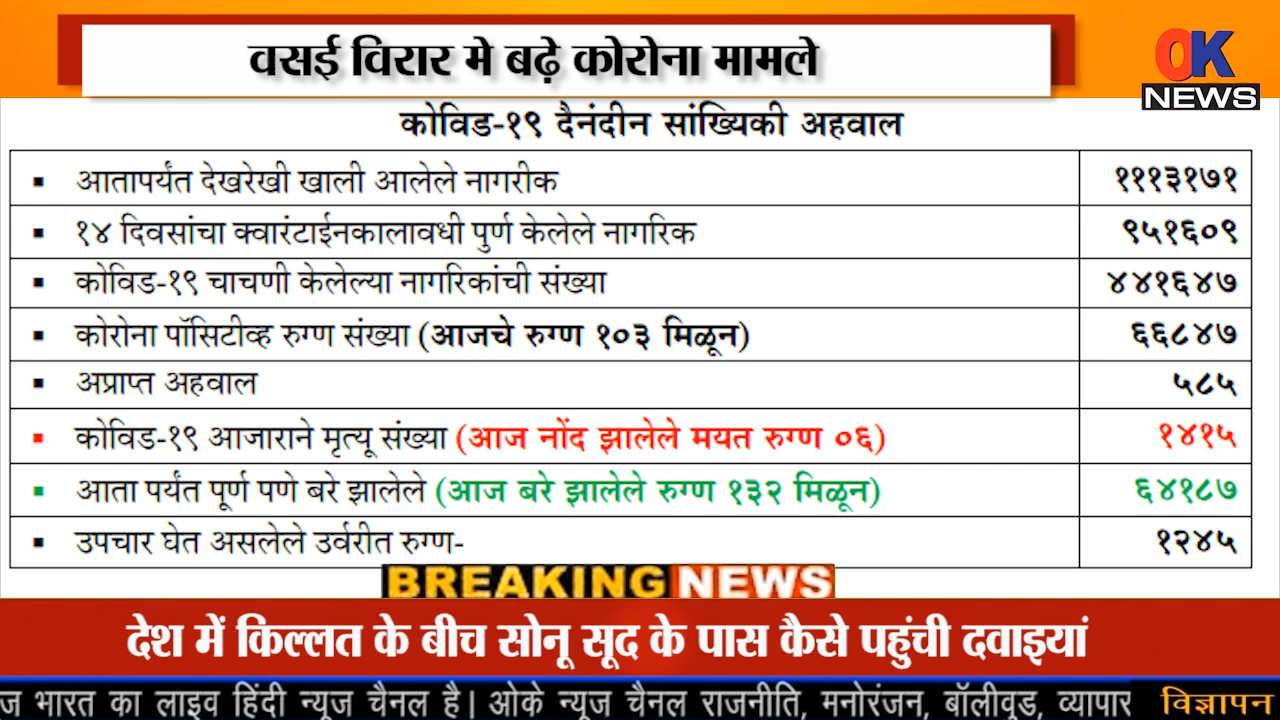 वसई विरार मे बढ़े कोरोना मामले
OK
NEWS
कोविड-१९ दैनंदीन सांख्यिकी अहवाल
▪ आतापर्यंत देखरेखी खाली आलेले नागरीक १११३१७१
▪ १४ दिवसांचा क्वारंटाईनकालावधी पुर्ण केलेले नागरिक ९५१६०९
▪ कोविड-१९ चाचणी केलेल्या नागरिकांची संख्या ४४१६४७
▪ कोरोना पॉसिटीव्ह रुग्ण संख्या (आजचे रुग्ण १०३ मिळून) ६६८४७
▪ अप्राप्त अहवाल ५८५
▪ कोविड-१९ आजाराने मृत्यू संख्या (आज नोंद झालेले मयत रुग्ण ०६) १४१५
▪ आता पर्यंत पूर्ण पणे बरे झालेले (आज बरे झालेले रुग्ण १३२ मिळून) ६४१८७
▪ उपचार घेत असलेले उर्वरीत रुग्ण- १२४५
BREAKING NEWS
देश में किल्लत के बीच सोनू सूद के पास कैसे पहुंची दवाइयां
ज भारत का लाइव हिंदी न्यूज चैनल है। ओके न्यूज चैनल राजनीति, मनोरंजन, बॉलीवुड, व्यापार विज्ञापन